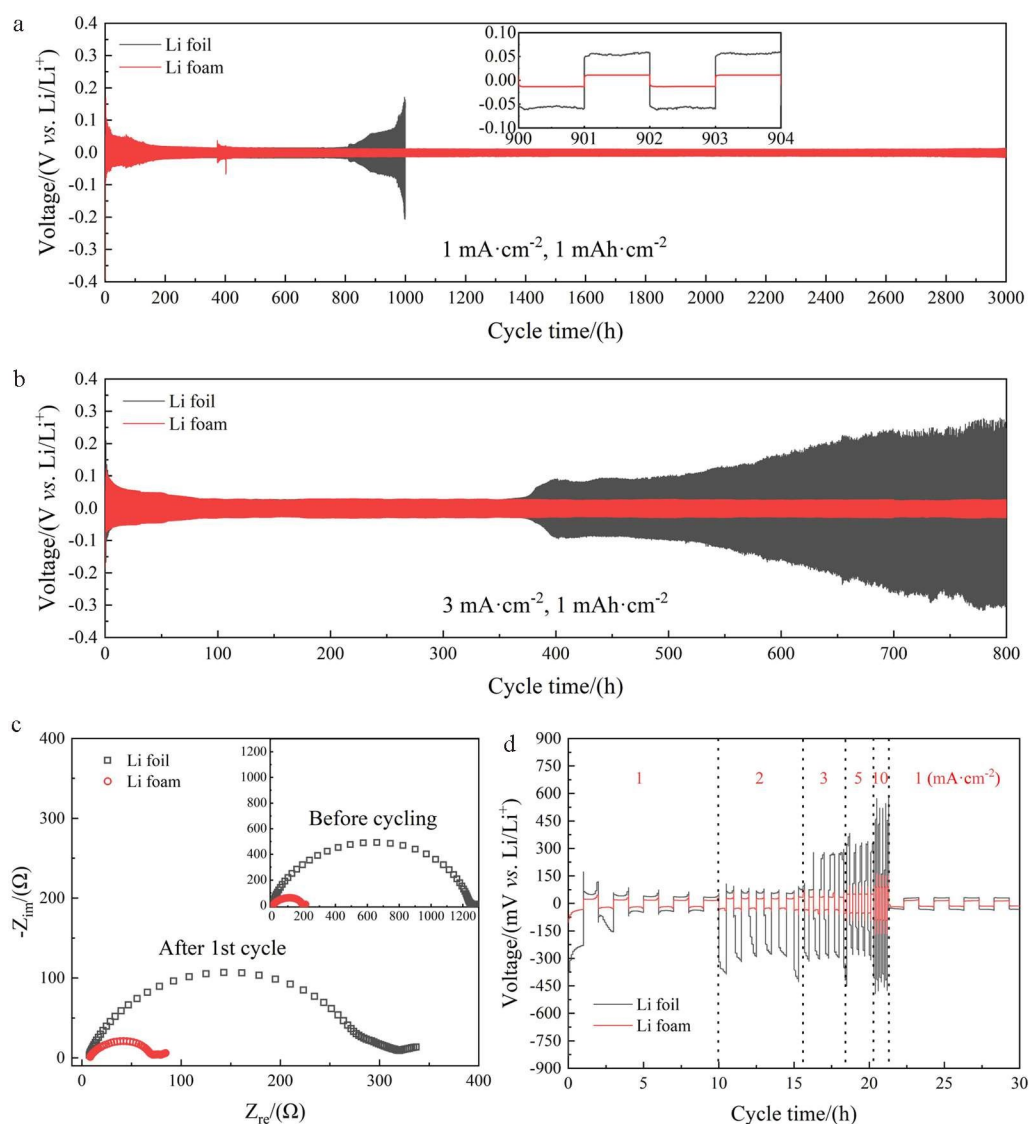 a
0.4
0.3
0.2
0.1
0.0
-0.1
-0.2
-0.3
-0.4
Voltage/(V vs. Li/Li⁺)
Li foil
Li foam
0.10
0.05
0.00
-0.05
-0.10
900 901 902 903 904
1 mA·cm⁻², 1 mAh·cm⁻²
0 200 400 600 800 1000 1200 1400 1600 1800 2000 2200 2400 2600 2800 3000
Cycle time/(h)
b
0.4
0.3
0.2
0.1
0.0
-0.1
-0.2
-0.3
-0.4
Voltage/(V vs. Li/Li⁺)
Li foil
Li foam
3 mA·cm⁻², 1 mAh·cm⁻²
0 100 200 300 400 500 600 700 800
Cycle time/(h)
c
400
300
200
100
0
-Z_im/(Ω)
Li foil
Li foam
1200
1000
800
600
400
200
0
Before cycling
0 200 400 600 800 1000 1200
After 1st cycle
0 100 200 300 400
Z_re/(Ω)
d
900
750
600
450
300
150
0
-150
-300
-450
-600
-750
-900
Voltage/(mV vs. Li/Li⁺)
1 2 3 5 10 1 (mA·cm⁻²)
Li foil
Li foam
0 5 10 15 20 25 30
Cycle time/(h)